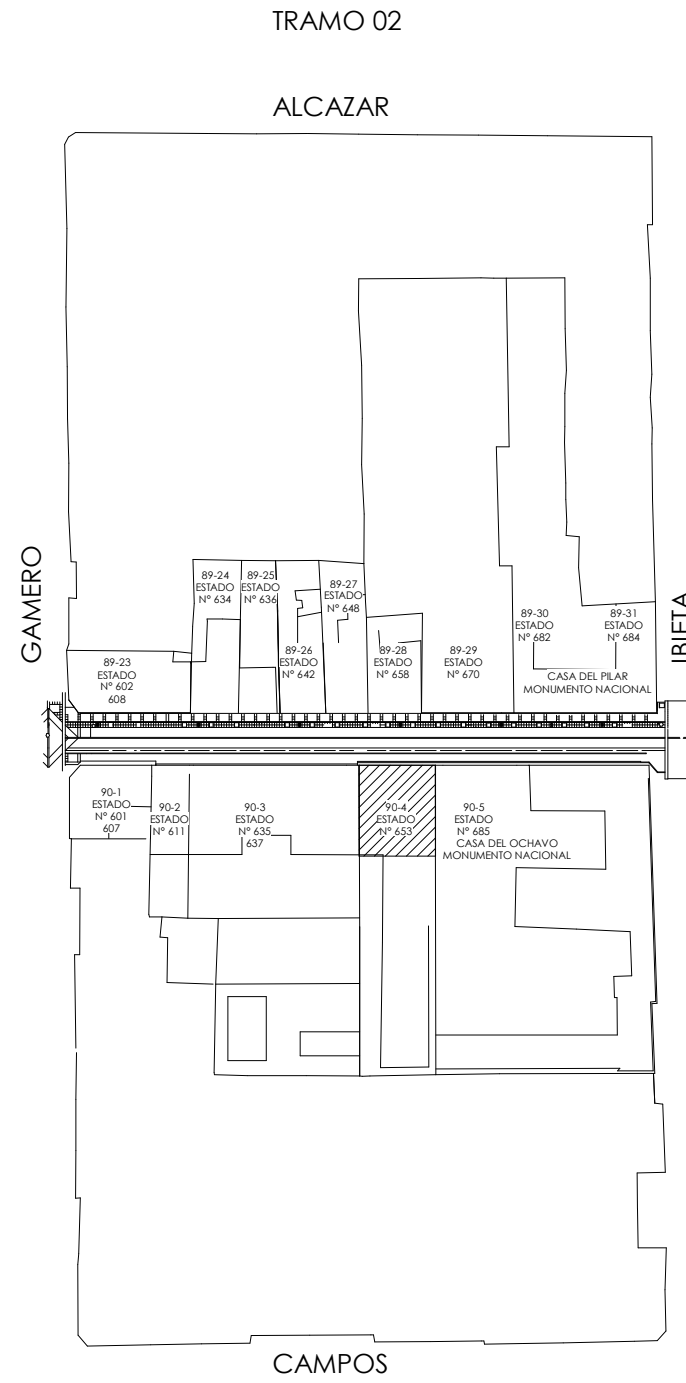 TRAMO 02
ALCAZAR
GAMERO
IBIETA
89-23
ESTADO
N° 602
608
89-24
ESTADO
N° 634
89-25
ESTADO
N° 636
89-26
ESTADO
N° 642
89-27
ESTADO
N° 648
89-28
ESTADO
N° 658
89-29
ESTADO
N° 670
89-30
ESTADO
N° 682
89-31
ESTADO
N° 684
CASA DEL PILAR
MONUMENTO NACIONAL
90-1
ESTADO
N° 601
607
90-2
ESTADO
N° 611
90-3
ESTADO
N° 635
637
90-4
ESTADO
N° 653
90-5
ESTADO
N° 685
CASA DEL OCHAVO
MONUMENTO NACIONAL
CAMPOS